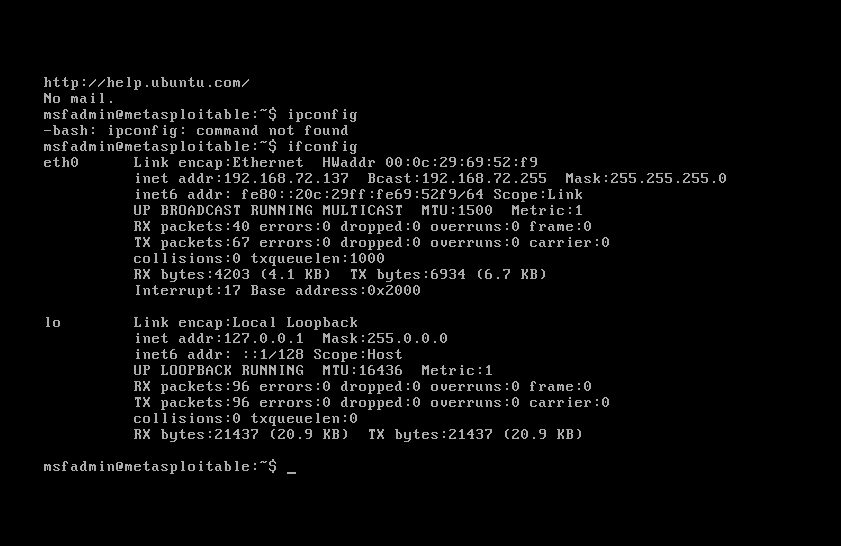 http://help.ubuntu.com/
No mail.
msfadmin@metasploitable:~$ ipconfig
-bash: ipconfig: command not found
msfadmin@metasploitable:~$ ifconfig
eth0      Link encap:Ethernet  HWaddr 00:0c:29:69:52:f9
          inet addr:192.168.72.137  Bcast:192.168.72.255  Mask:255.255.255.0
          inet6 addr: fe80::20c:29ff:fe69:52f9/64 Scope:Link
          UP BROADCAST RUNNING MULTICAST  MTU:1500  Metric:1
          RX packets:40 errors:0 dropped:0 overruns:0 frame:0
          TX packets:67 errors:0 dropped:0 overruns:0 carrier:0
          collisions:0 txqueuelen:1000
          RX bytes:4203 (4.1 KB)  TX bytes:6934 (6.7 KB)
          Interrupt:17 Base address:0x2000

lo        Link encap:Local Loopback
          inet addr:127.0.0.1  Mask:255.0.0.0
          inet6 addr: ::1/128 Scope:Host
          UP LOOPBACK RUNNING  MTU:16436  Metric:1
          RX packets:96 errors:0 dropped:0 overruns:0 frame:0
          TX packets:96 errors:0 dropped:0 overruns:0 carrier:0
          collisions:0 txqueuelen:0
          RX bytes:21437 (20.9 KB)  TX bytes:21437 (20.9 KB)

msfadmin@metasploitable:~$ _